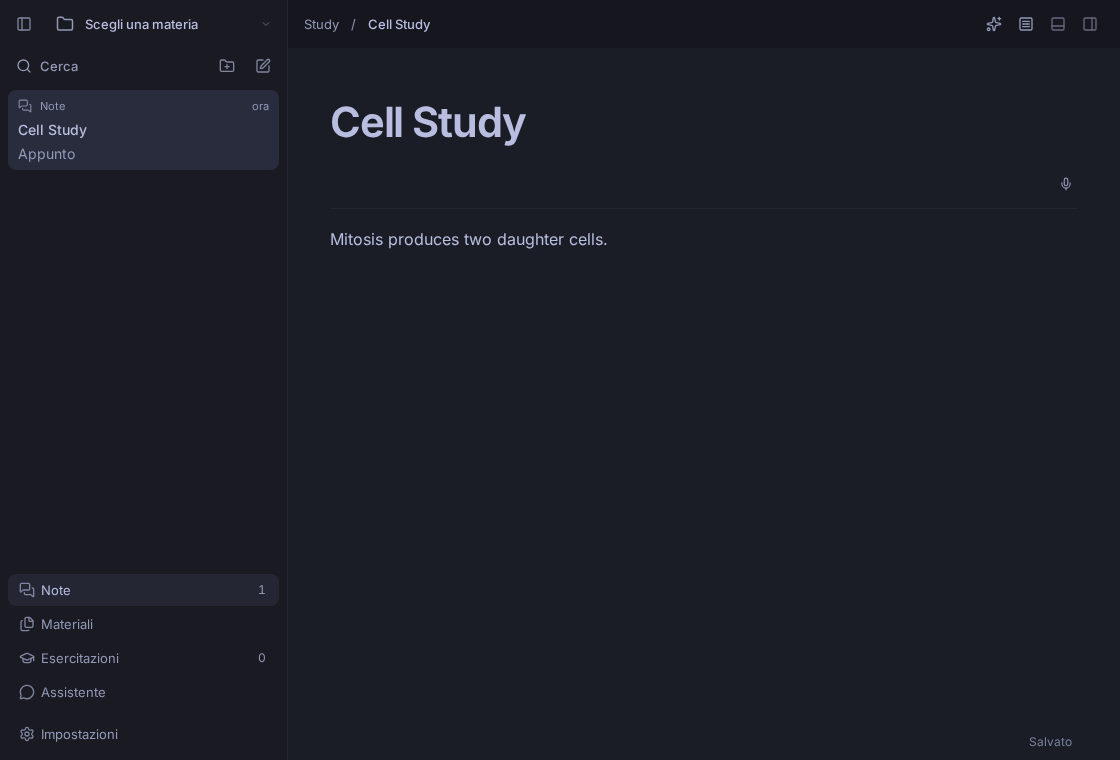 Scegli una materia
Study / Cell Study
Cerca
Note ora
Cell Study
Appunto
Cell Study
Mitosis produces two daughter cells.
Note 1
Materiali
Esercitazioni 0
Assistente
Impostazioni
Salvato